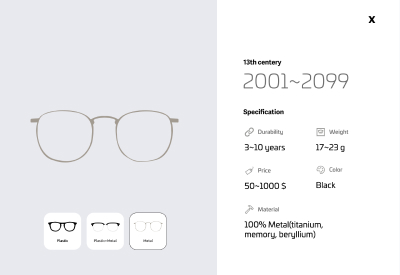 X
13th centery
2001~2099
Specification
Durability
Weight
3~10 years
17~23 g
Price
Color
50~1000 $
Black
Material
100% Metal(titanium,
memory, beryllium)
Plastic
Plastic+Metal
Metal